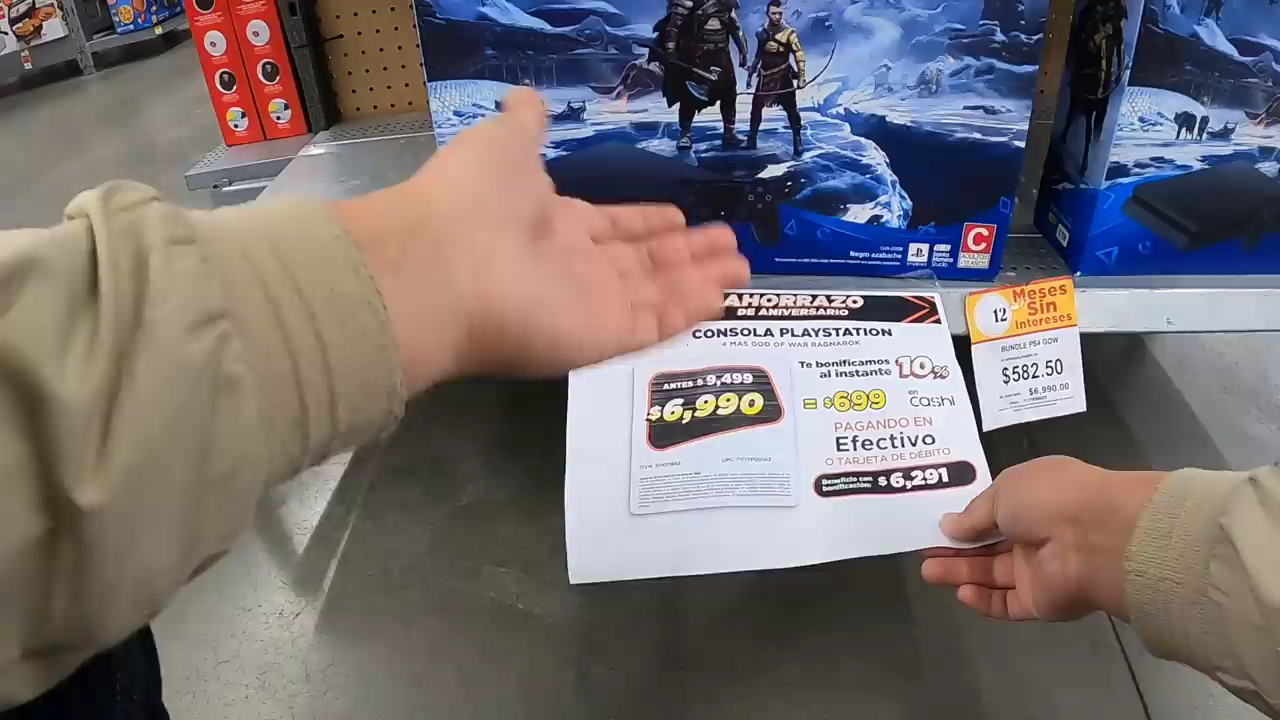 Negro azabache
C
ADULTOS
AHORRAZO
DE ANIVERSARIO
CONSOLA PLAYSTATION
4 MAS GOD OF WAR RAGNAROK
ANTES $ 9,499
$6,990
Te bonificamos
al instante 10%
= $699 en cashi
PAGANDO EN
Efectivo
O TARJETA DE DÉBITO
Beneficio con
bonificación: $6,291
12 Meses
Sin
Intereses
BUNDLE PS4 GOW
$582.50
$6,990.00